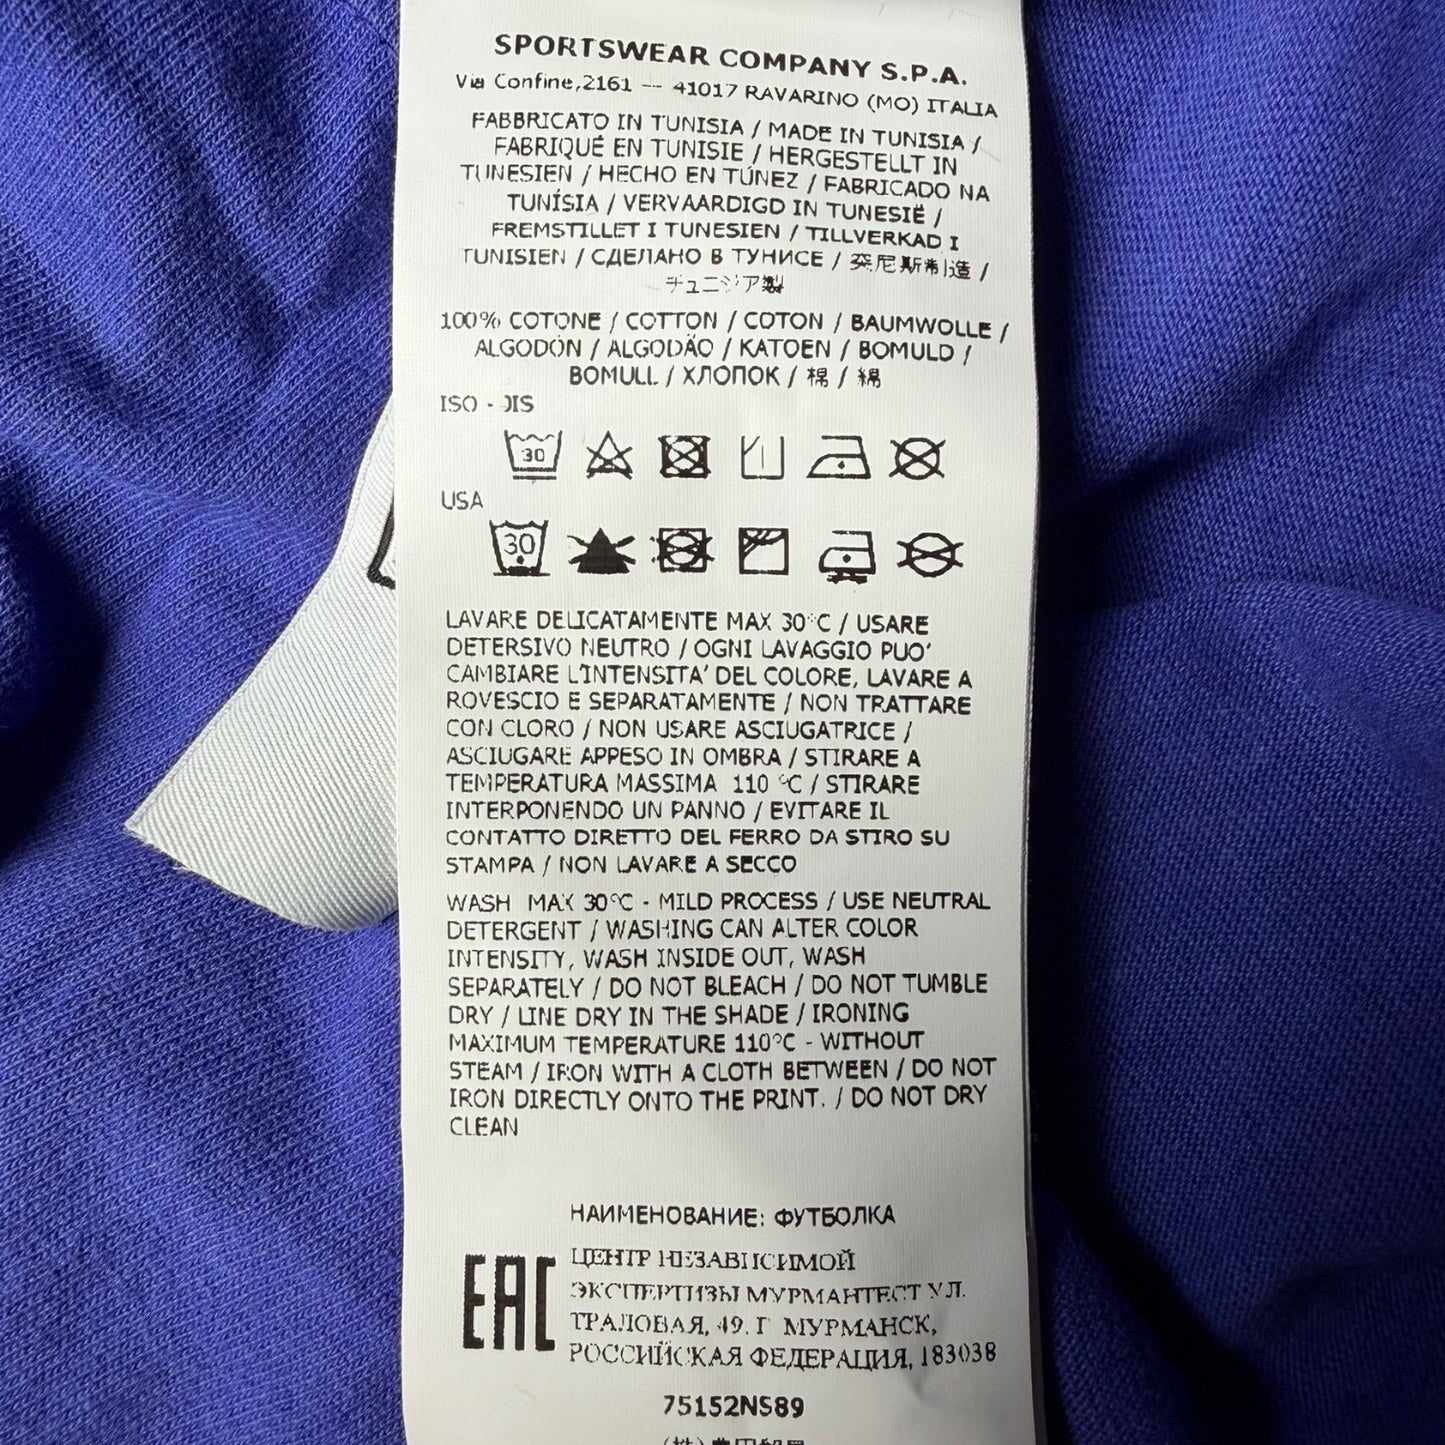 SPORTSWEAR COMPANY S.P.A.
Via Confine,2161 -- 41017 RAVARINO (MO) ITALIA
FABBRICATO IN TUNISIA / MADE IN TUNISIA /
FABRIQUÉ EN TUNISIE / HERGESTELLT IN
TUNESIEN / HECHO EN TÚNEZ / FABRICADO NA
TUNÍSIA / VERVAARDIGD IN TUNESIË /
FREMSTILLET I TUNESIEN / TILLVERKAD I
TUNISIEN / СДЕЛАНО В ТУНИСЕ / 突尼斯制造 /
チュニジア製
100% COTONE / COTTON / COTON / BAUMWOLLE /
ALGODÓN / ALGODÃO / KATOEN / BOMULD /
BOMULL / ХЛОПОК / 棉 / 綿
ISO - JIS
30
USA
30
LAVARE DELICATAMENTE MAX 30°C / USARE
DETERSIVO NEUTRO / OGNI LAVAGGIO PUO'
CAMBIARE L'INTENSITA' DEL COLORE, LAVARE A
ROVESCIO E SEPARATAMENTE / NON TRATTARE
CON CLORO / NON USARE ASCIUGATRICE /
ASCIUGARE APPESO IN OMBRA / STIRARE A
TEMPERATURA MASSIMA 110 °C / STIRARE
INTERPONENDO UN PANNO / EVITARE IL
CONTATTO DIRETTO DEL FERRO DA STIRO SU
STAMPA / NON LAVARE A SECCO
WASH MAX 30°C - MILD PROCESS / USE NEUTRAL
DETERGENT / WASHING CAN ALTER COLOR
INTENSITY, WASH INSIDE OUT, WASH
SEPARATELY / DO NOT BLEACH / DO NOT TUMBLE
DRY / LINE DRY IN THE SHADE / IRONING
MAXIMUM TEMPERATURE 110°C - WITHOUT
STEAM / IRON WITH A CLOTH BETWEEN / DO NOT
IRON DIRECTLY ONTO THE PRINT. / DO NOT DRY
CLEAN
НАИМЕНОВАНИЕ: ФУТБОЛКА
EAC
ЦЕНТР НЕЗАВИСИМОЙ
ЭКСПЕРТИЗЫ МУРМАНТЕСТ УЛ.
ТРАЛОВАЯ, 49. Г МУРМАНСК,
РОССИЙСКАЯ ФЕДЕРАЦИЯ, 183038
75152NS89